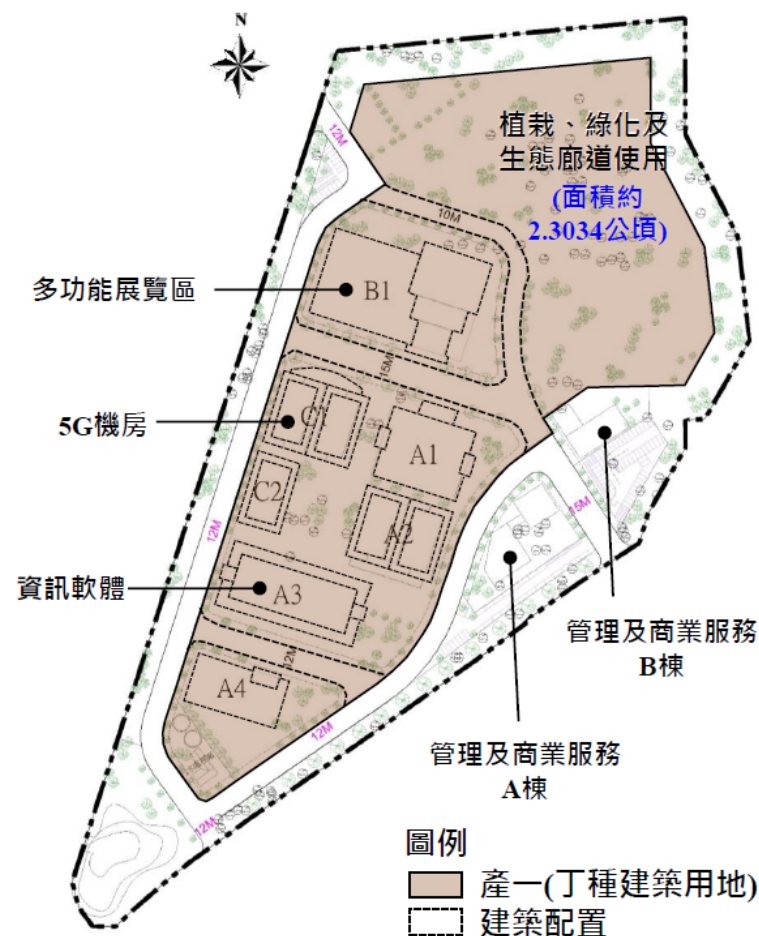 N
12M
植栽、綠化及
生態廊道使用
(面積約
2.3034公頃)
10M
多功能展覽區
B1
15M
5G機房
C1
A1
C2
A2
15M
12M
資訊軟體
A3
管理及商業服務
B棟
12M
A4
12M
管理及商業服務
A棟
12M
圖例
產一(丁種建築用地)
建築配置